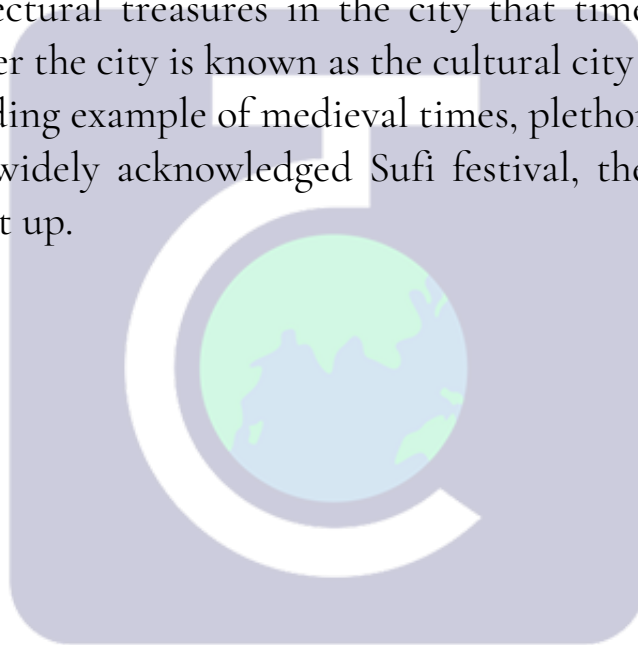 ectural treasures in the city that time
er the city is known as the cultural city
ding example of medieval times, plethor
widely acknowledged Sufi festival, the
t up.